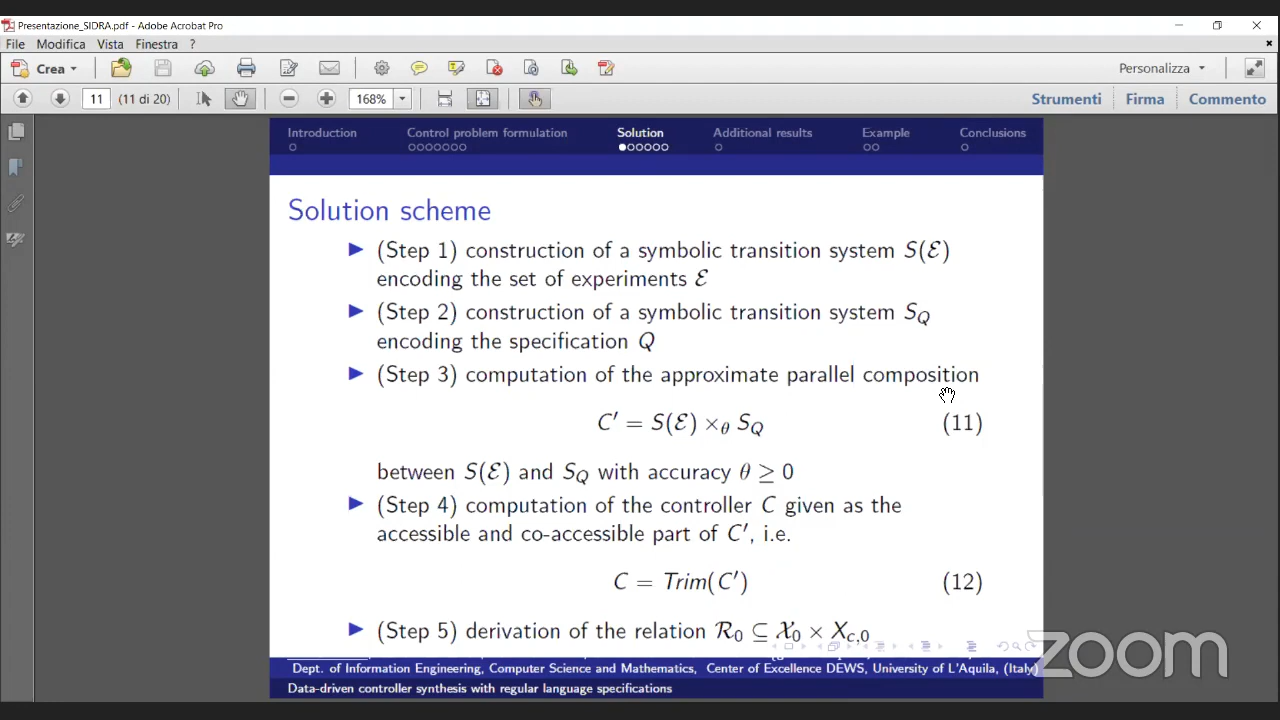 Presentazione_SIDRA.pdf - Adobe Acrobat Pro
File Modifica Vista Finestra ?
Crea
Personalizza
11 (11 di 20)
168%
Strumenti Firma Commento
Introduction Control problem formulation Solution Additional results Example Conclusions
Solution scheme
(Step 1) construction of a symbolic transition system S(ℰ)
encoding the set of experiments ℰ
(Step 2) construction of a symbolic transition system S_Q
encoding the specification Q
(Step 3) computation of the approximate parallel composition
C′ = S(ℰ) ×_θ S_Q (11)
between S(ℰ) and S_Q with accuracy θ ≥ 0
(Step 4) computation of the controller C given as the
accessible and co-accessible part of C′, i.e.
C = Trim(C′) (12)
(Step 5) derivation of the relation ℛ₀ ⊆ 𝒳₀ × X_{c,0}
Dept. of Information Engineering, Computer Science and Mathematics, Center of Excellence DEWS, University of L'Aquila, (Italy)
Data-driven controller synthesis with regular language specifications
zoom